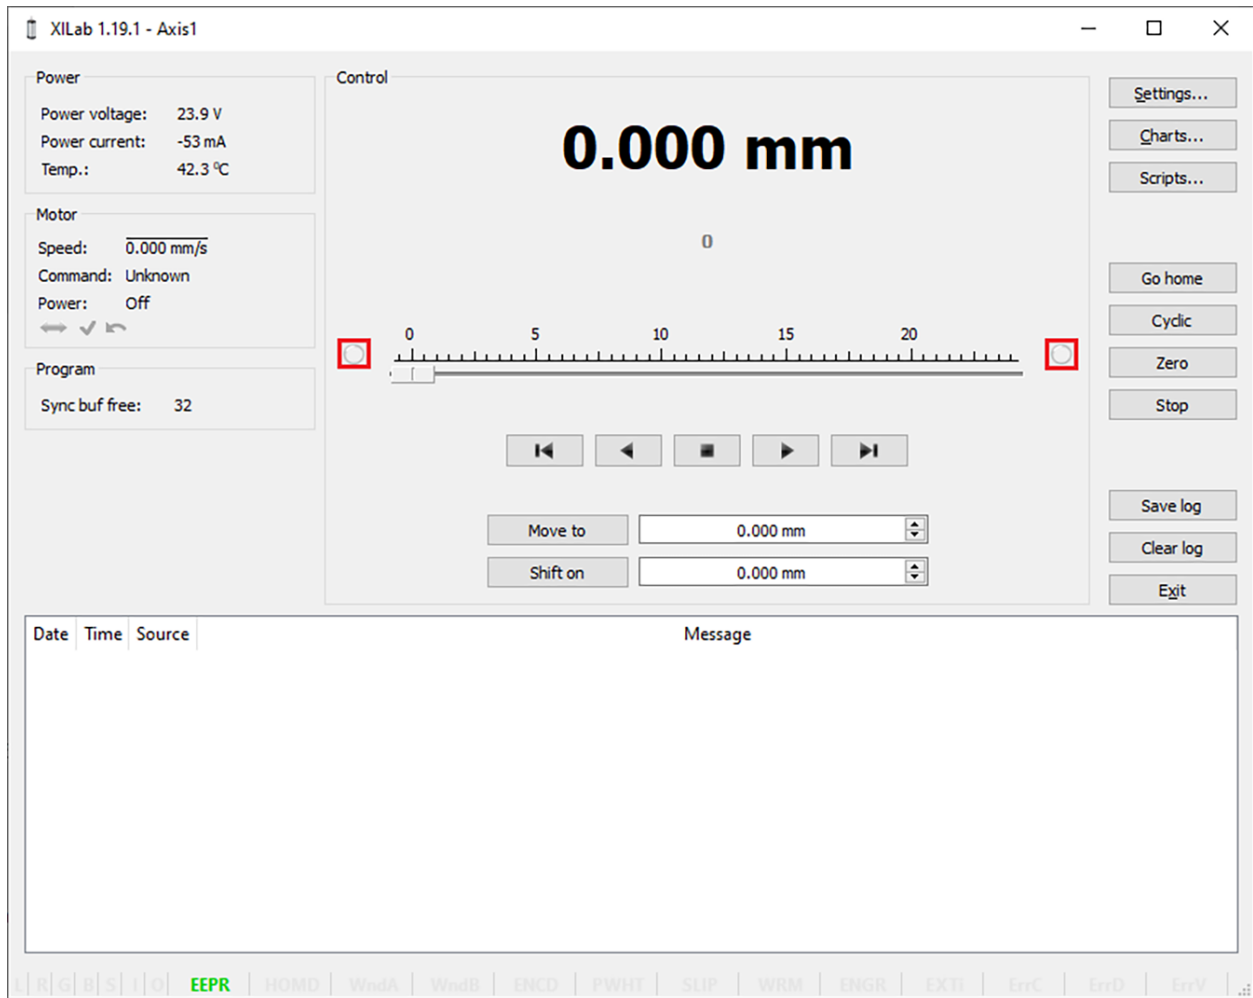 XILab 1.19.1 - Axis1
Power
Power voltage: 23.9 V
Power current: -53 mA
Temp.: 42.3 ºC
Motor
Speed: 0.000 mm/s
Command: Unknown
Power: Off
Program
Sync buf free: 32
Control
0.000 mm
0
0 5 10 15 20
Move to 0.000 mm
Shift on 0.000 mm
Settings...
Charts...
Scripts...
Go home
Cyclic
Zero
Stop
Save log
Clear log
Exit
Date Time Source Message
L R G B S I O EEPR HOMD WndA WndB ENCD PWHT SLIP WRM ENGR EXTi ErrC ErrD ErrV